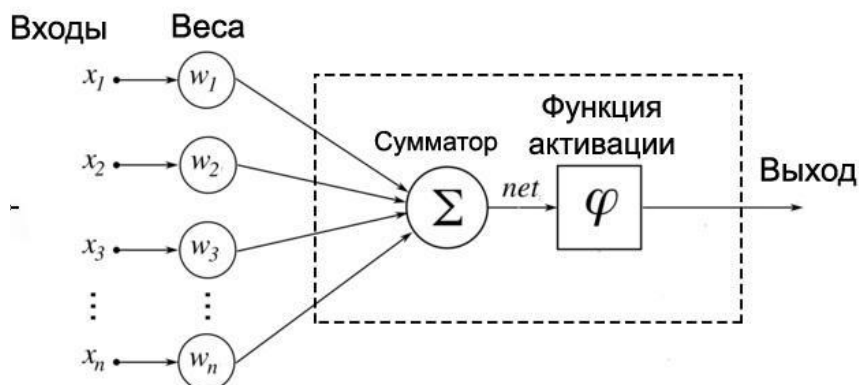 Входы
Веса
x₁
w₁
x₂
w₂
x₃
w₃
⋮ ⋮
⋮
xₙ
wₙ
Сумматор
Σ
net
Функция
активации
φ
Выход